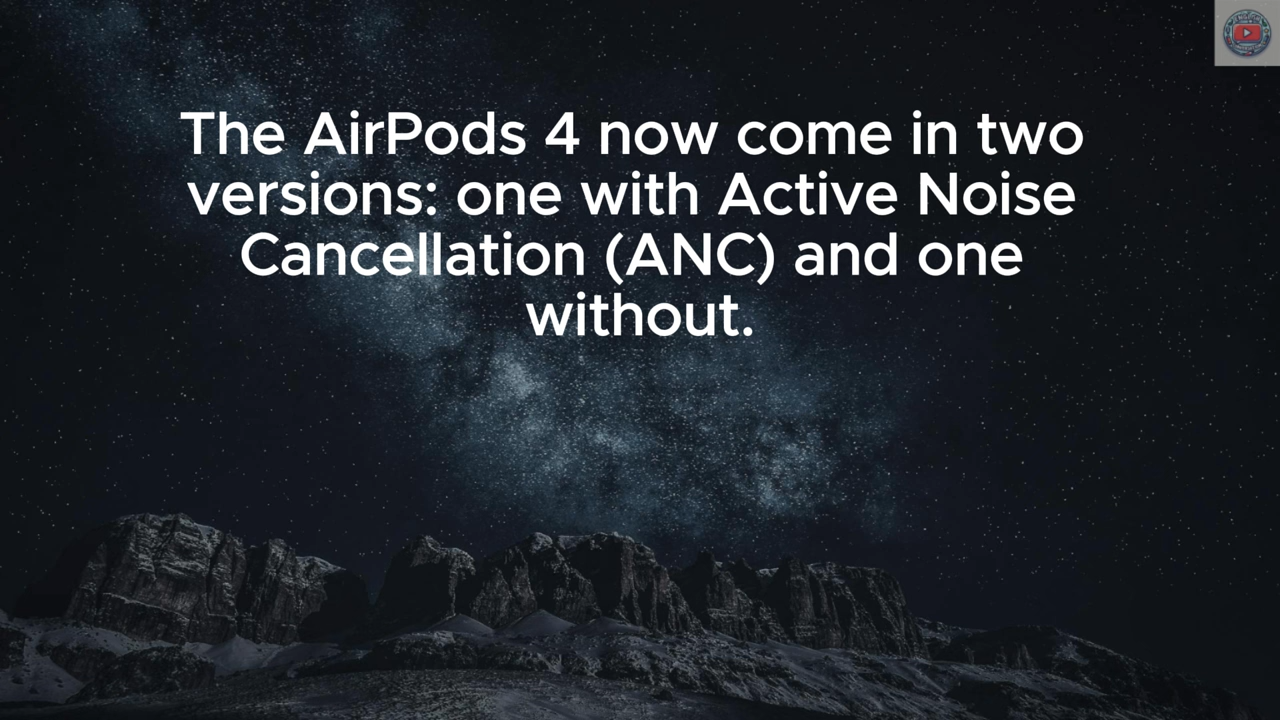 The AirPods 4 now come in two
versions: one with Active Noise
Cancellation (ANC) and one
without.